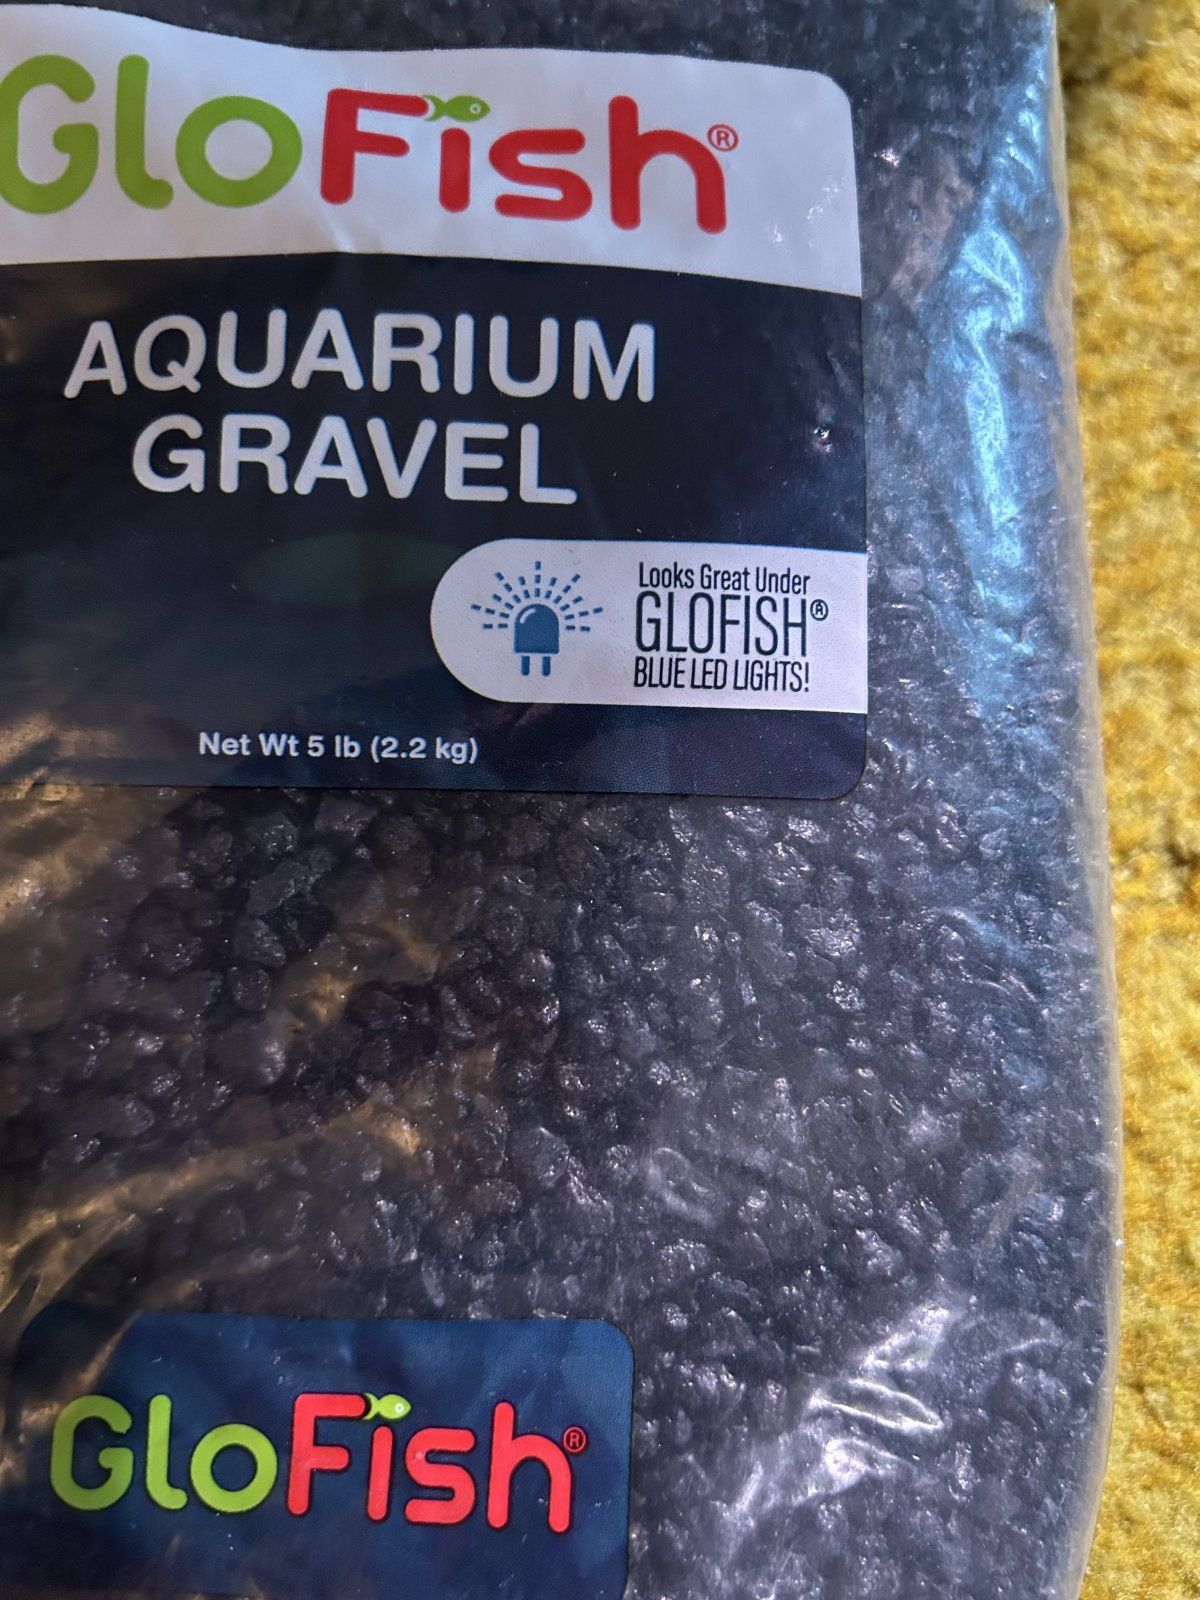 GloFish®
AQUARIUM
GRAVEL
Looks Great Under
GLOFISH®
BLUE LED LIGHTS!
Net Wt 5 lb (2.2 kg)
GloFish®